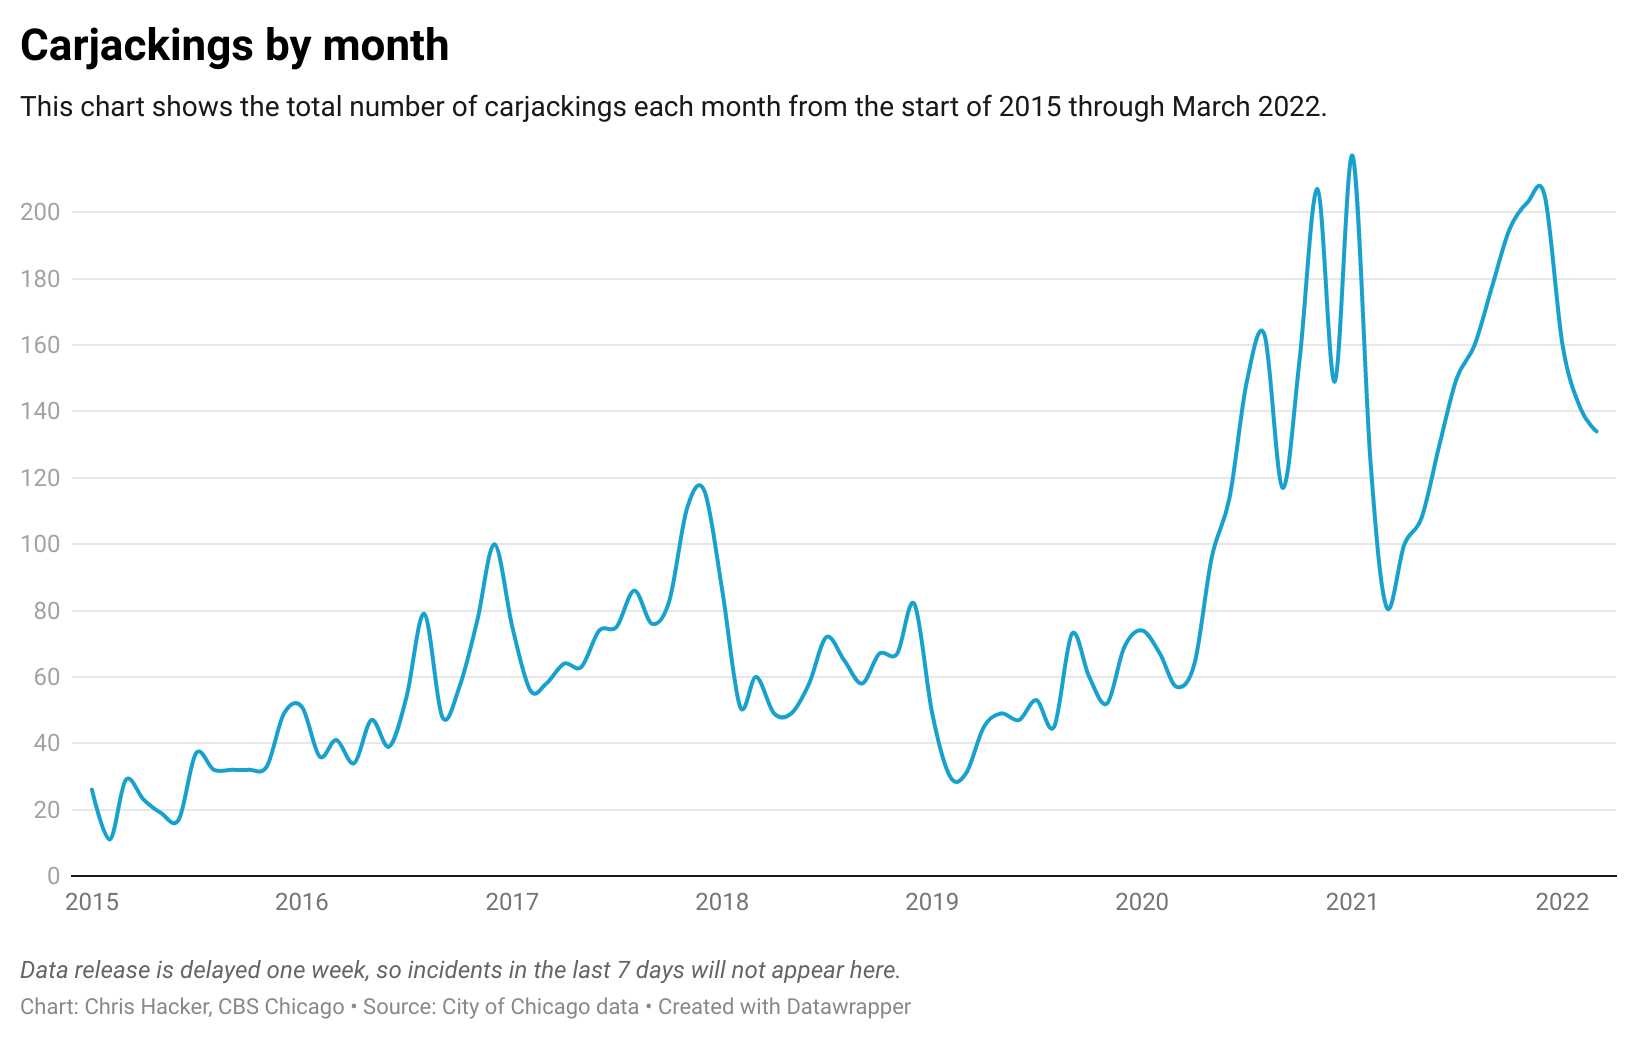 Carjackings by month
This chart shows the total number of carjackings each month from the start of 2015 through March 2022.
200
180
160
140
120
100
80
60
40
20
0
2015 2016 2017 2018 2019 2020 2021 2022
Data release is delayed one week, so incidents in the last 7 days will not appear here.
Chart: Chris Hacker, CBS Chicago • Source: City of Chicago data • Created with Datawrapper